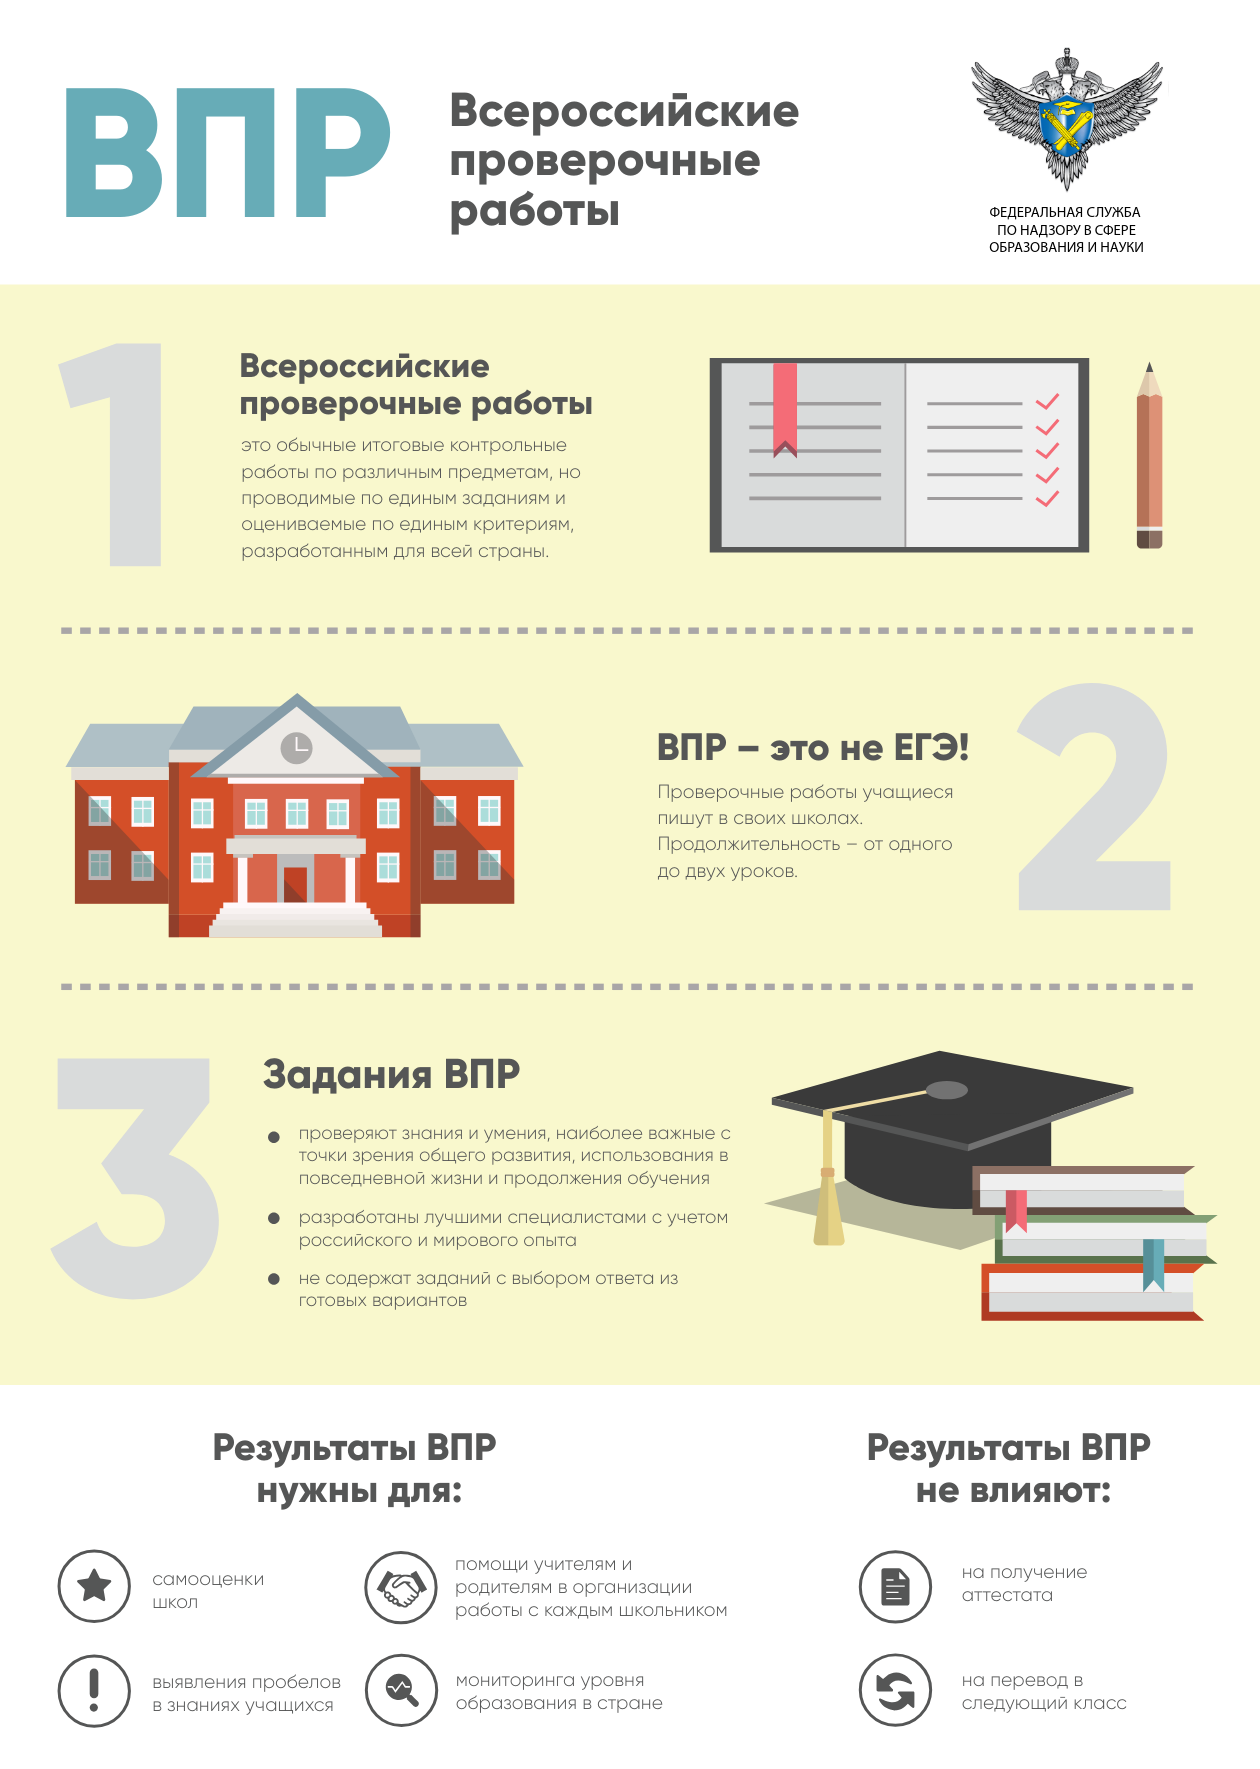 ВПР
Всероссийские
проверочные
работы
ФЕДЕРАЛЬНАЯ СЛУЖБА
ПО НАДЗОРУ В СФЕРЕ
ОБРАЗОВАНИЯ И НАУКИ
1
Всероссийские
проверочные работы
это обычные итоговые контрольные
работы по различным предметам, но
проводимые по единым заданиям и
оцениваемые по единым критериям,
разработанным для всей страны.
2
ВПР – это не ЕГЭ!
Проверочные работы учащиеся
пишут в своих школах.
Продолжительность – от одного
до двух уроков.
3
Задания ВПР
● проверяют знания и умения, наиболее важные с
точки зрения общего развития, использования в
повседневной жизни и продолжения обучения
● разработаны лучшими специалистами с учетом
российского и мирового опыта
● не содержат заданий с выбором ответа из
готовых вариантов
Результаты ВПР
нужны для:
самооценки
школ
помощи учителям и
родителям в организации
работы с каждым школьником
выявления пробелов
в знаниях учащихся
мониторинга уровня
образования в стране
Результаты ВПР
не влияют:
на получение
аттестата
на перевод в
следующий класс